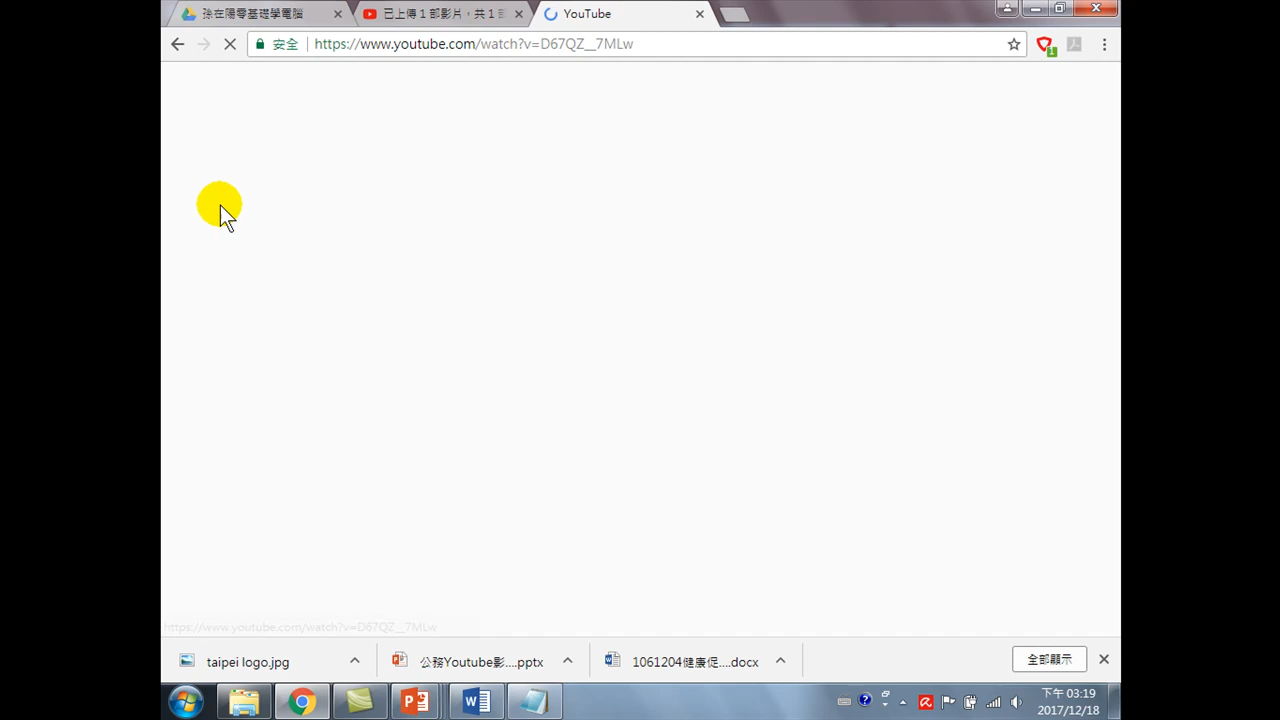 孫在陽零基礎學電腦
已上傳 1 部影片，共 1 部
YouTube
安全
https://www.youtube.com/watch?v=D67QZ__7MLw
1
https://www.youtube.com/watch?v=D67QZ__7MLw
taipei logo.jpg
公務Youtube影....pptx
1061204健康促....docx
全部顯示
下午 03:19
2017/12/18